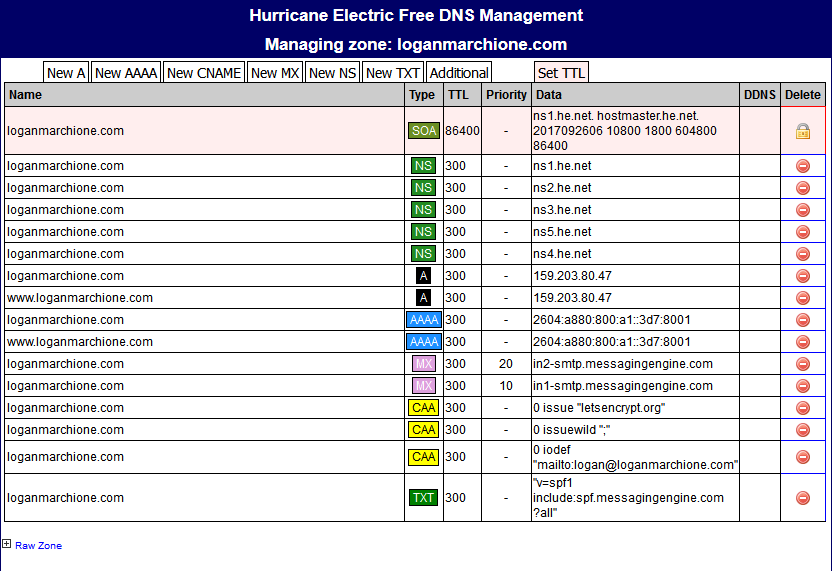 Hurricane Electric Free DNS Management
Managing zone: loganmarchione.com
New A New AAAA New CNAME New MX New NS New TXT Additional Set TTL
Name Type TTL Priority Data DDNS Delete
loganmarchione.com SOA 86400 - ns1.he.net. hostmaster.he.net.
2017092606 10800 1800 604800
86400
loganmarchione.com NS 300 - ns1.he.net
loganmarchione.com NS 300 - ns2.he.net
loganmarchione.com NS 300 - ns3.he.net
loganmarchione.com NS 300 - ns5.he.net
loganmarchione.com NS 300 - ns4.he.net
loganmarchione.com A 300 - 159.203.80.47
www.loganmarchione.com A 300 - 159.203.80.47
loganmarchione.com AAAA 300 - 2604:a880:800:a1::3d7:8001
www.loganmarchione.com AAAA 300 - 2604:a880:800:a1::3d7:8001
loganmarchione.com MX 300 20 in2-smtp.messagingengine.com
loganmarchione.com MX 300 10 in1-smtp.messagingengine.com
loganmarchione.com CAA 300 - 0 issue "letsencrypt.org"
loganmarchione.com CAA 300 - 0 issuewild ";"
loganmarchione.com CAA 300 - 0 iodef
"mailto:logan@loganmarchione.com"
loganmarchione.com TXT 300 - "v=spf1
include:spf.messagingengine.com
?all"
Raw Zone